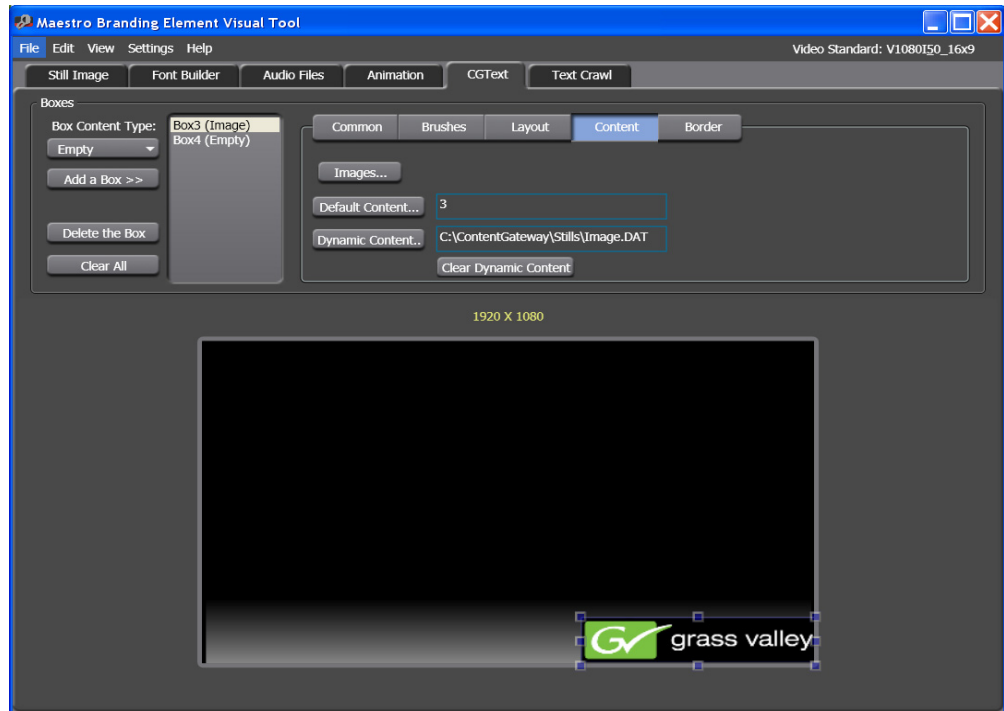 Maestro Branding Element Visual Tool
File Edit View Settings Help Video Standard: V1080I50_16x9
Still Image Font Builder Audio Files Animation CGText Text Crawl
Boxes
Box Content Type:
Empty
Add a Box >>
Delete the Box
Clear All
Box3 (Image)
Box4 (Empty)
Common Brushes Layout Content Border
Images...
Default Content... 3
Dynamic Content.. C:\ContentGateway\Stills\Image.DAT
Clear Dynamic Content
1920 X 1080
GV grass valley